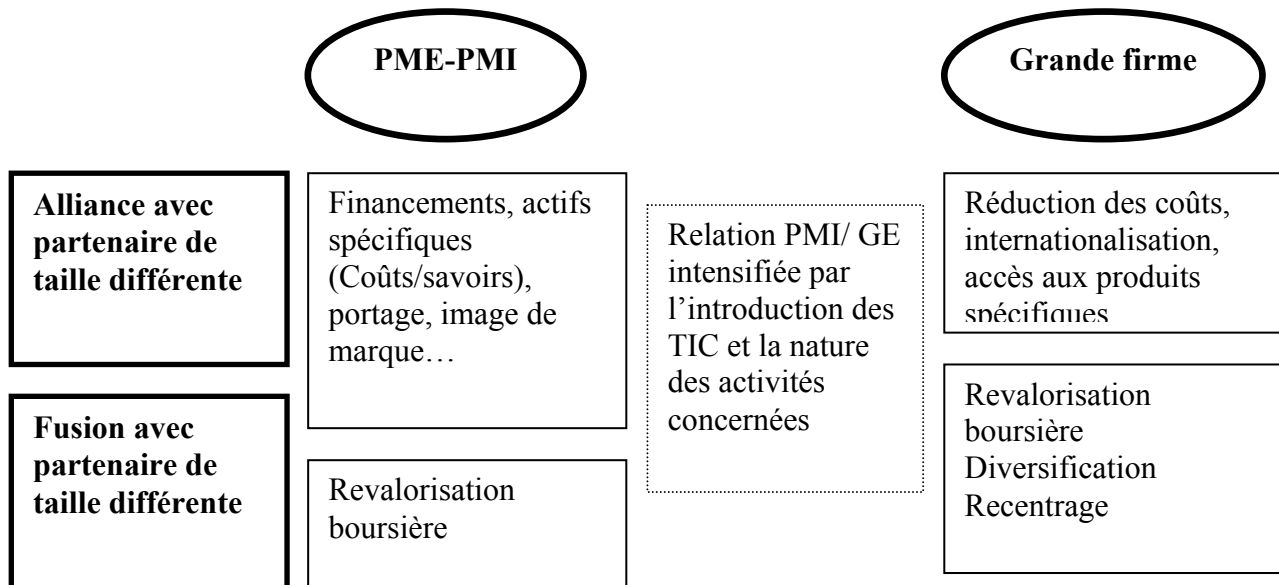 PME-PMI
Grande firme
Alliance avec
partenaire de
taille différente
Financements, actifs
spécifiques
(Coûts/savoirs),
portage, image de
marque…
Relation PMI/ GE
intensifiée par
l’introduction des
TIC et la nature
des activités
concernées
Réduction des coûts,
internationalisation,
accès aux produits
spécifiques
Fusion avec
partenaire de
taille différente
Revalorisation
boursière
Revalorisation
boursière
Diversification
Recentrage